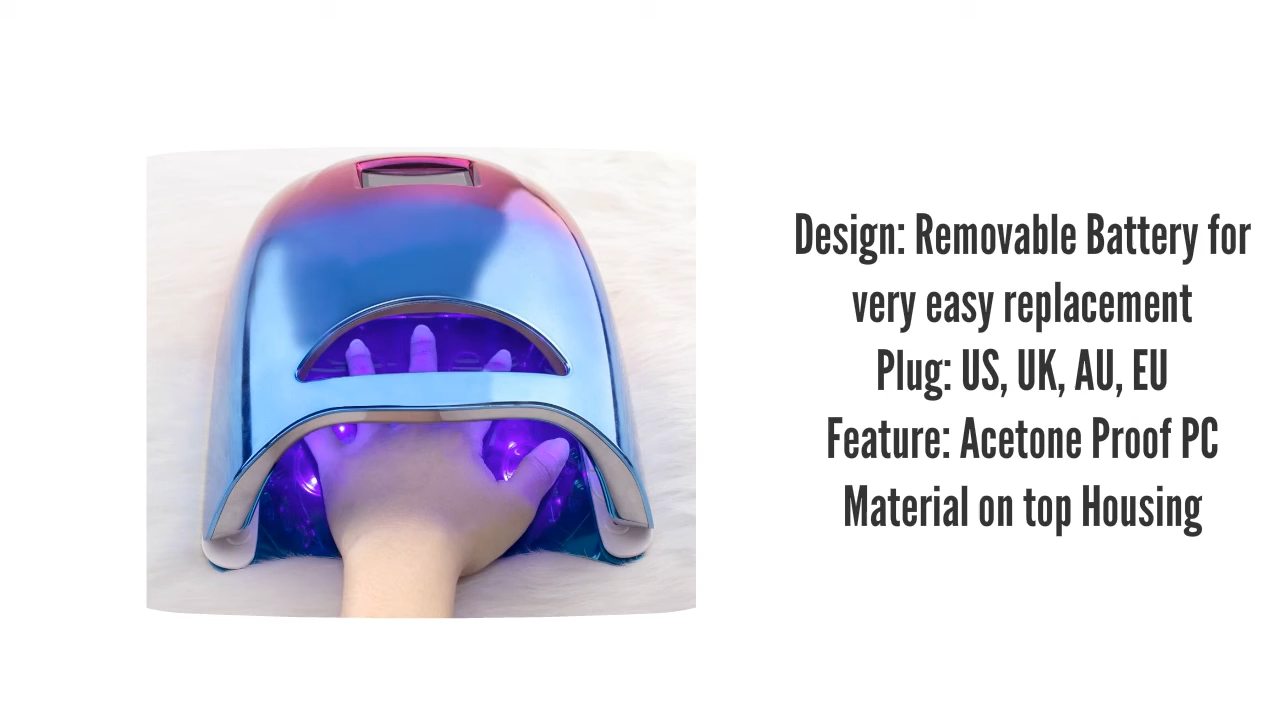 Design: Removable Battery for
very easy replacement
Plug: US, UK, AU, EU
Feature: Acetone Proof PC
Material on top Housing